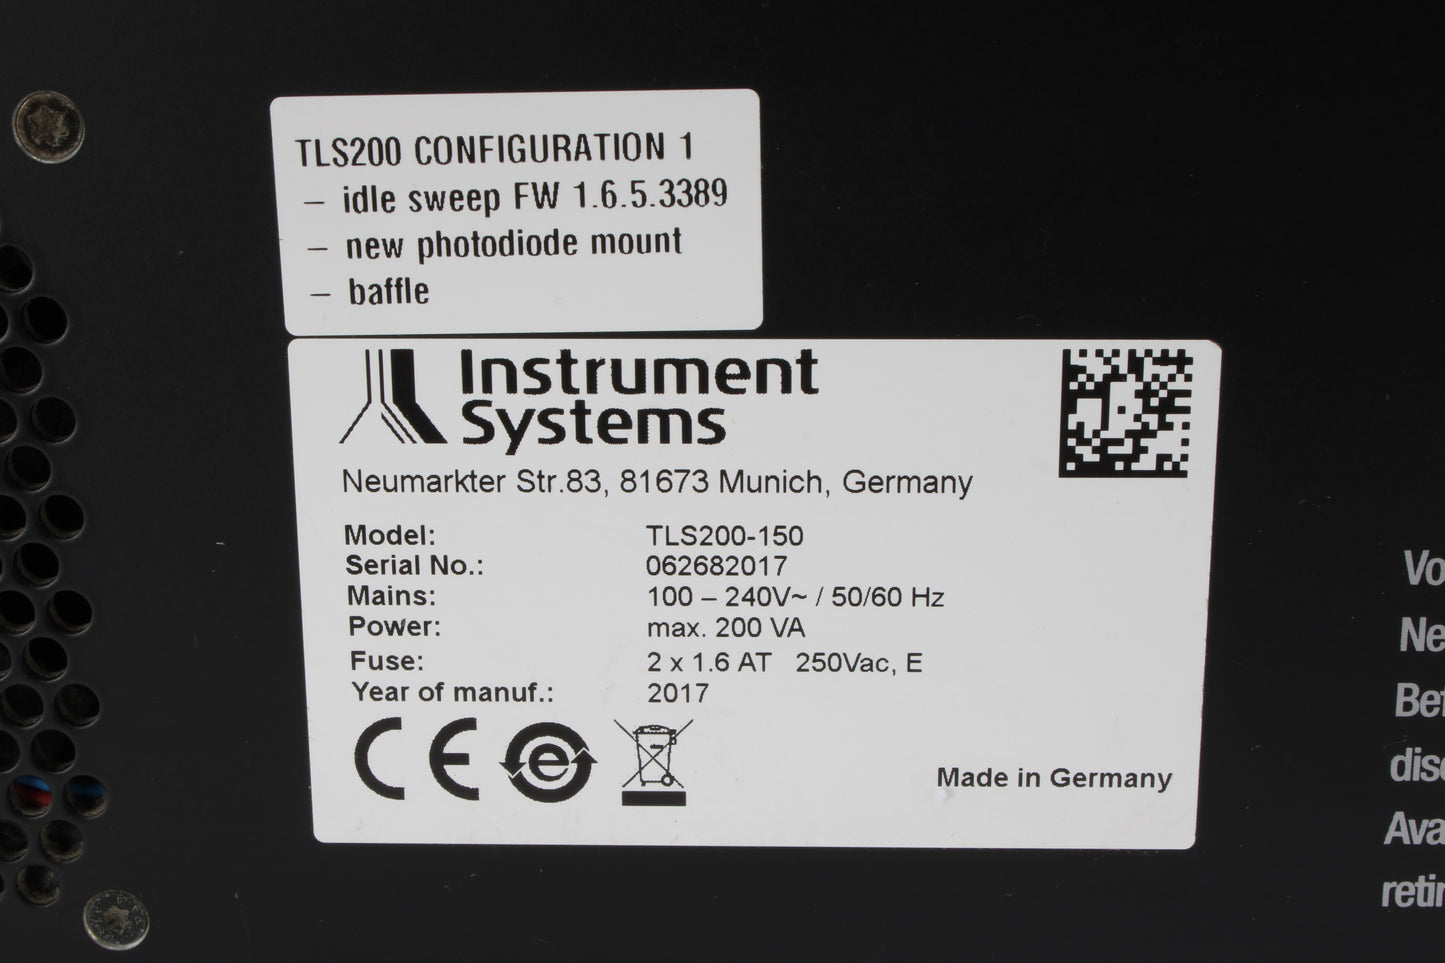 TLS200 CONFIGURATION 1
– idle sweep FW 1.6.5.3389
– new photodiode mount
– baffle
Instrument
Systems
Neumarkter Str.83, 81673 Munich, Germany
Model: TLS200-150
Serial No.: 062682017
Mains: 100 – 240V~ / 50/60 Hz
Power: max. 200 VA
Fuse: 2 x 1.6 AT 250Vac, E
Year of manuf.: 2017
CE e
Made in Germany